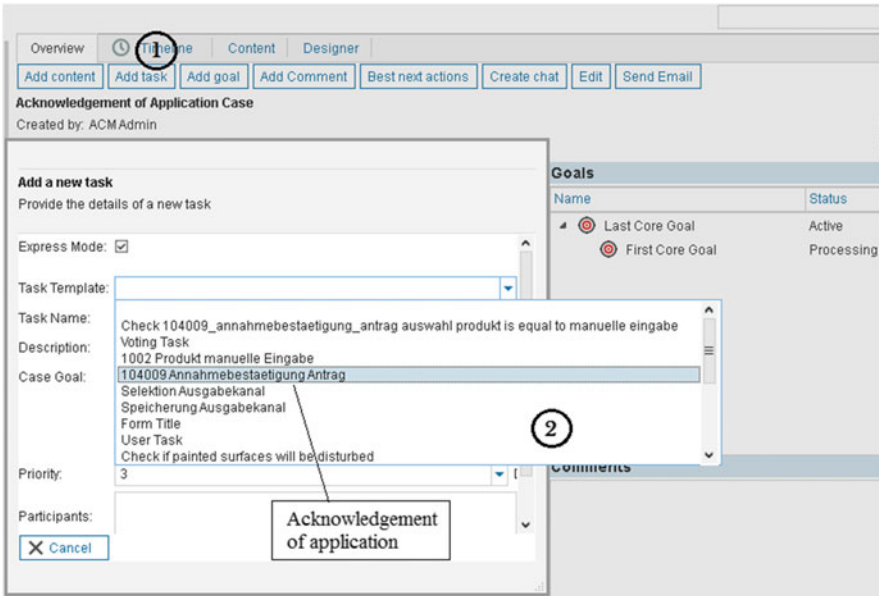 Overview Timeline Content Designer
1
Add content Add task Add goal Add Comment Best next actions Create chat Edit Send Email
Acknowledgement of Application Case
Created by: ACM Admin
Add a new task
Provide the details of a new task
Express Mode:
Task Template:
Task Name:
Description:
Case Goal:
Check 104009_annahmebestaetigung_antrag auswahl produkt is equal to manuelle eingabe
Voting Task
1002 Produkt manuelle Eingabe
104009 Annahmebestaetigung Antrag
Selektion Ausgabekanal
Speicherung Ausgabekanal
Form Title
User Task
Check if painted surfaces will be disturbed
2
Priority: 3
Participants:
Acknowledgement
of application
X Cancel
Goals
Name Status
Last Core Goal Active
First Core Goal Processing
Comments